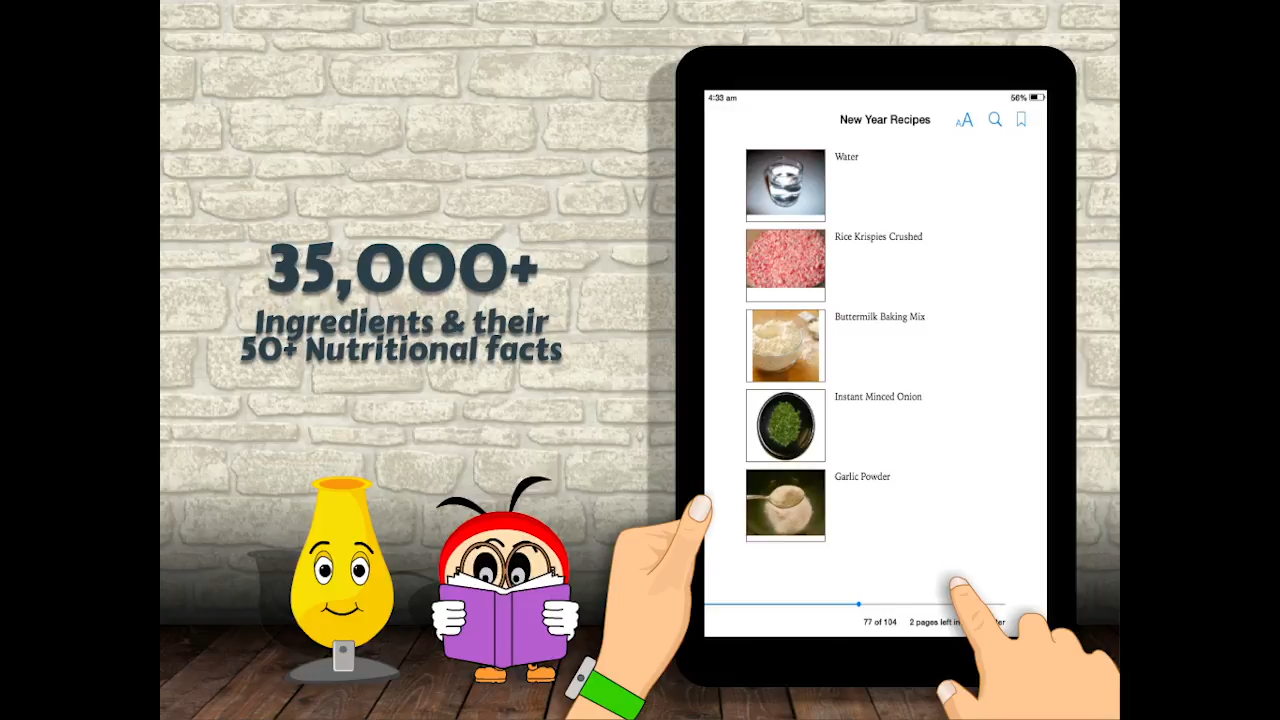 35,000+
Ingredients & their
50+ Nutritional facts
4:33 am
56%
New Year Recipes
AA
Water
Rice Krispies Crushed
Buttermilk Baking Mix
Instant Minced Onion
Garlic Powder
77 of 104
2 pages left in